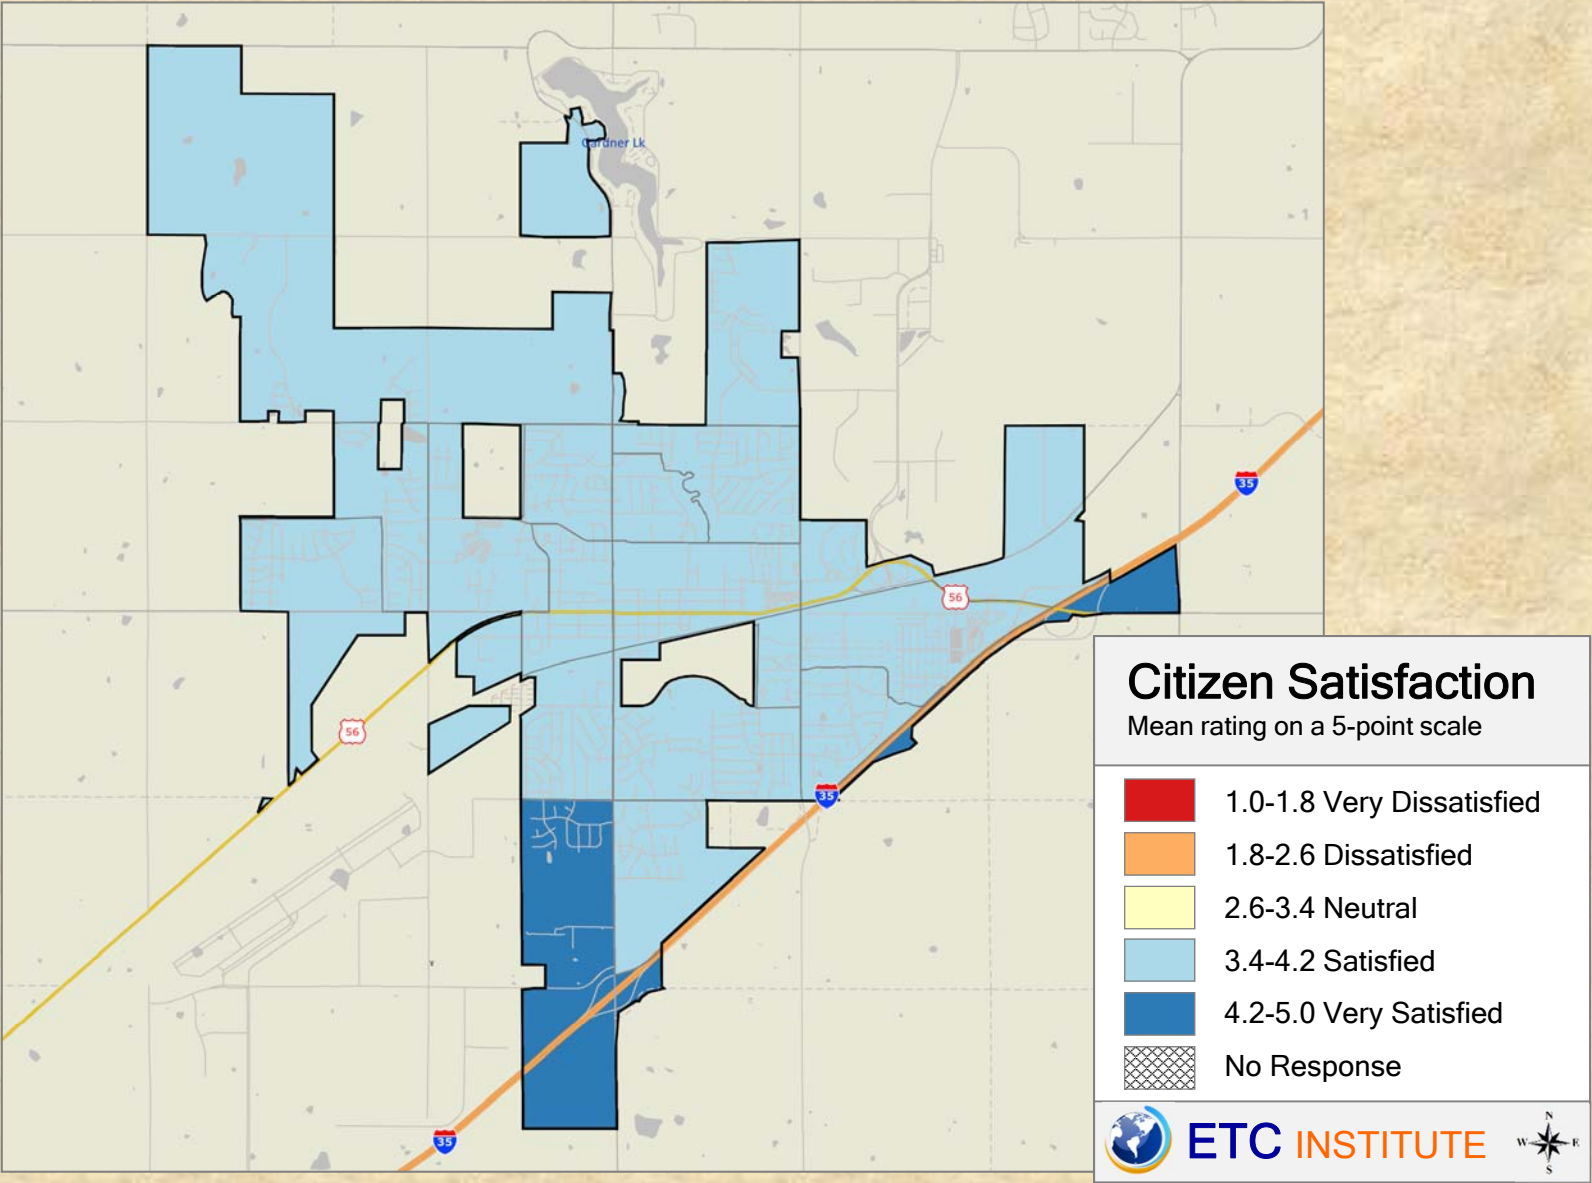 Gardner Lk
1
35
56
56
35
35
Citizen Satisfaction
Mean rating on a 5-point scale
1.0-1.8 Very Dissatisfied
1.8-2.6 Dissatisfied
2.6-3.4 Neutral
3.4-4.2 Satisfied
4.2-5.0 Very Satisfied
No Response
ETC INSTITUTE
N
W E
S